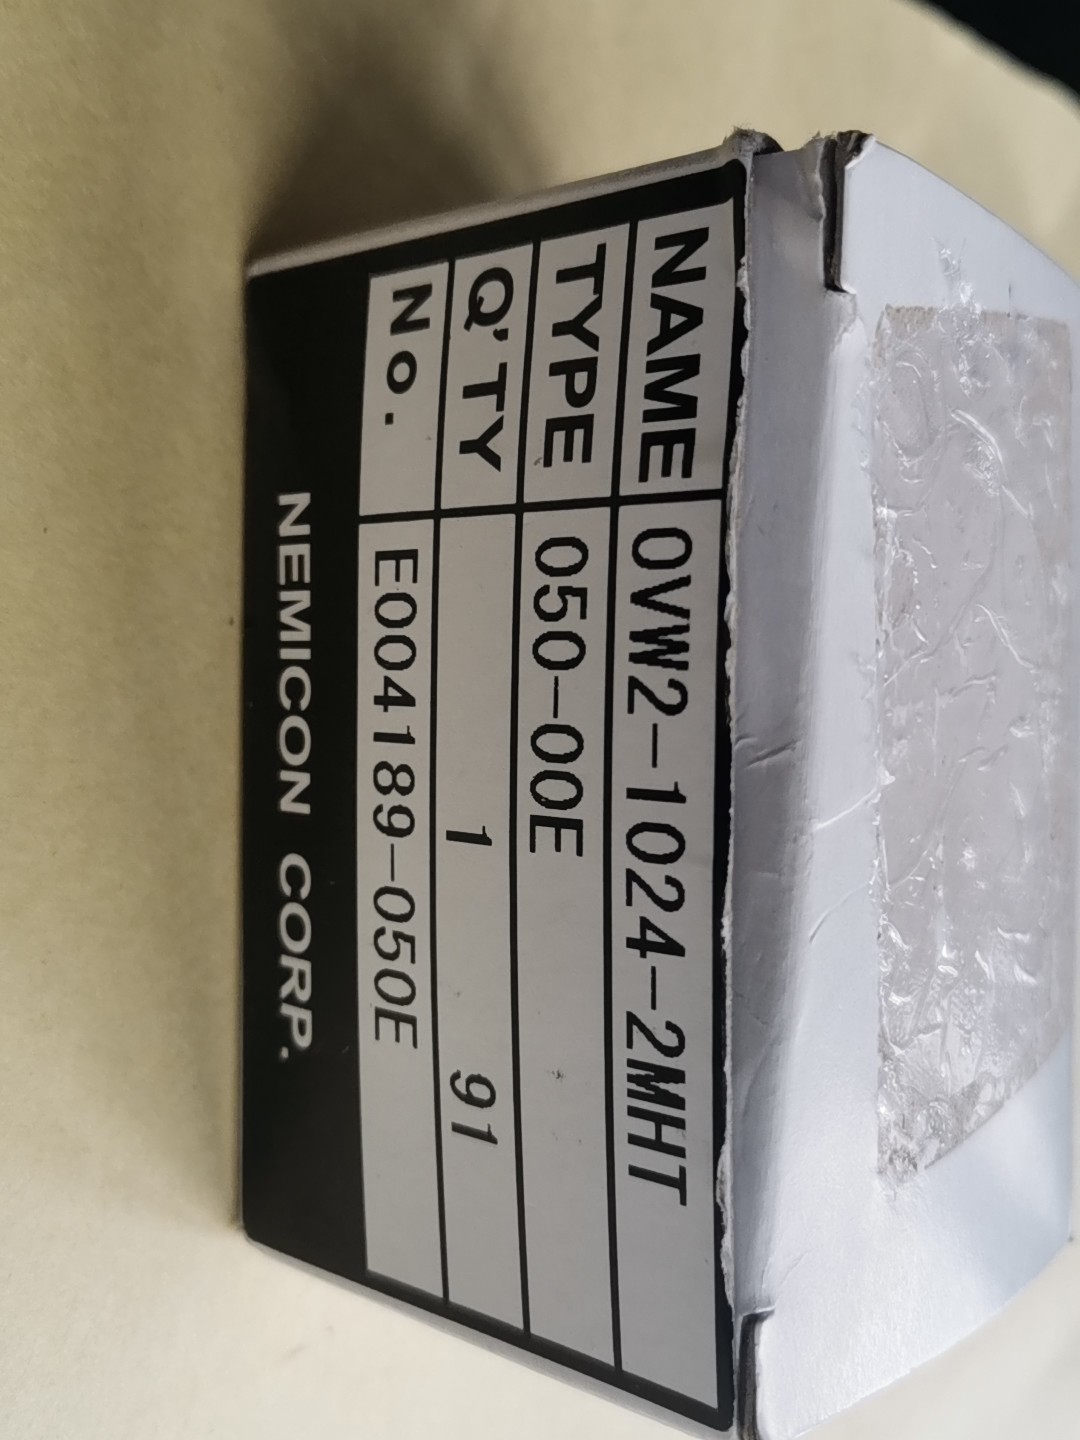 NAME OVW2-1024-2MHT
TYPE 050-00E
Q'TY 1 91
No. E004189-050E
NEMICON CORP.